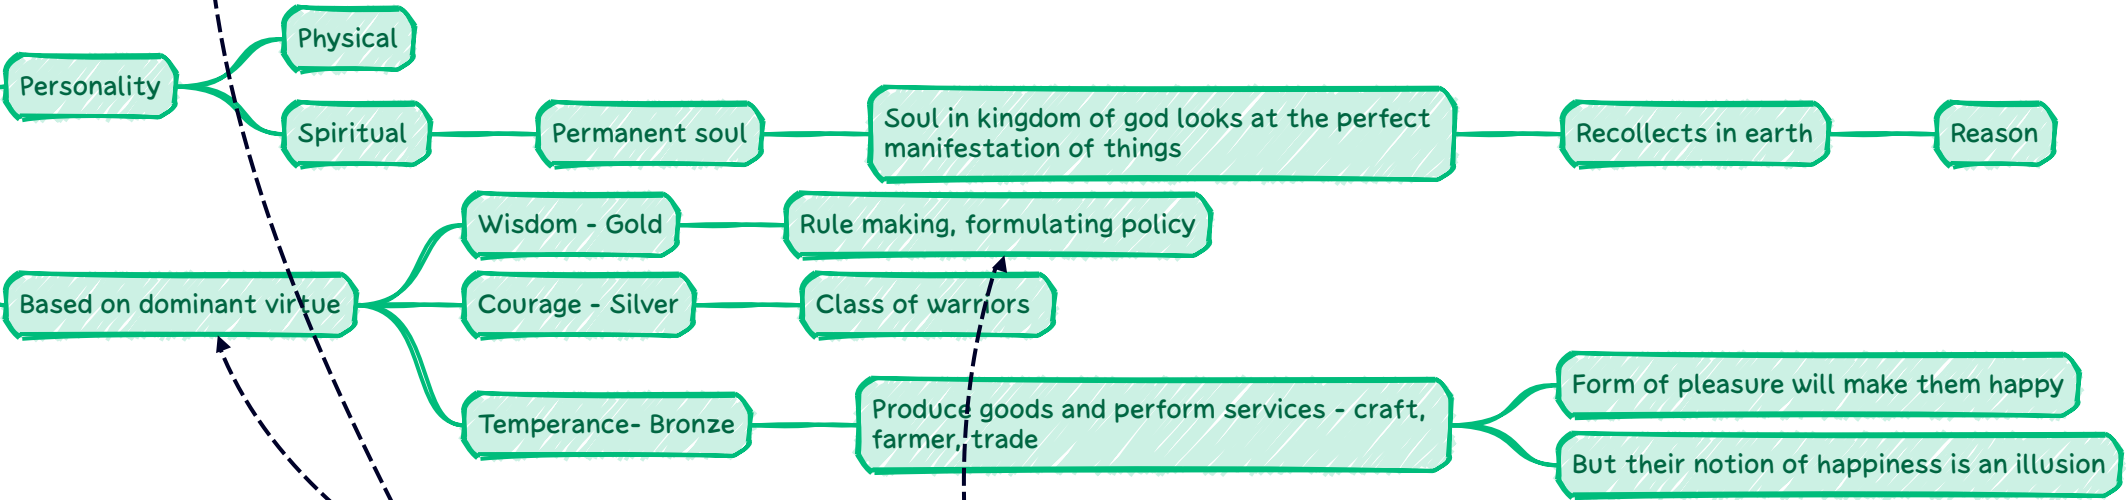 Physical
Personality
Spiritual
Permanent soul
Soul in kingdom of god looks at the perfect
manifestation of things
Recollects in earth
Reason
Wisdom - Gold
Rule making, formulating policy
Based on dominant virtue
Courage - Silver
Class of warriors
Temperance- Bronze
Produce goods and perform services - craft,
farmer, trade
Form of pleasure will make them happy
But their notion of happiness is an illusion